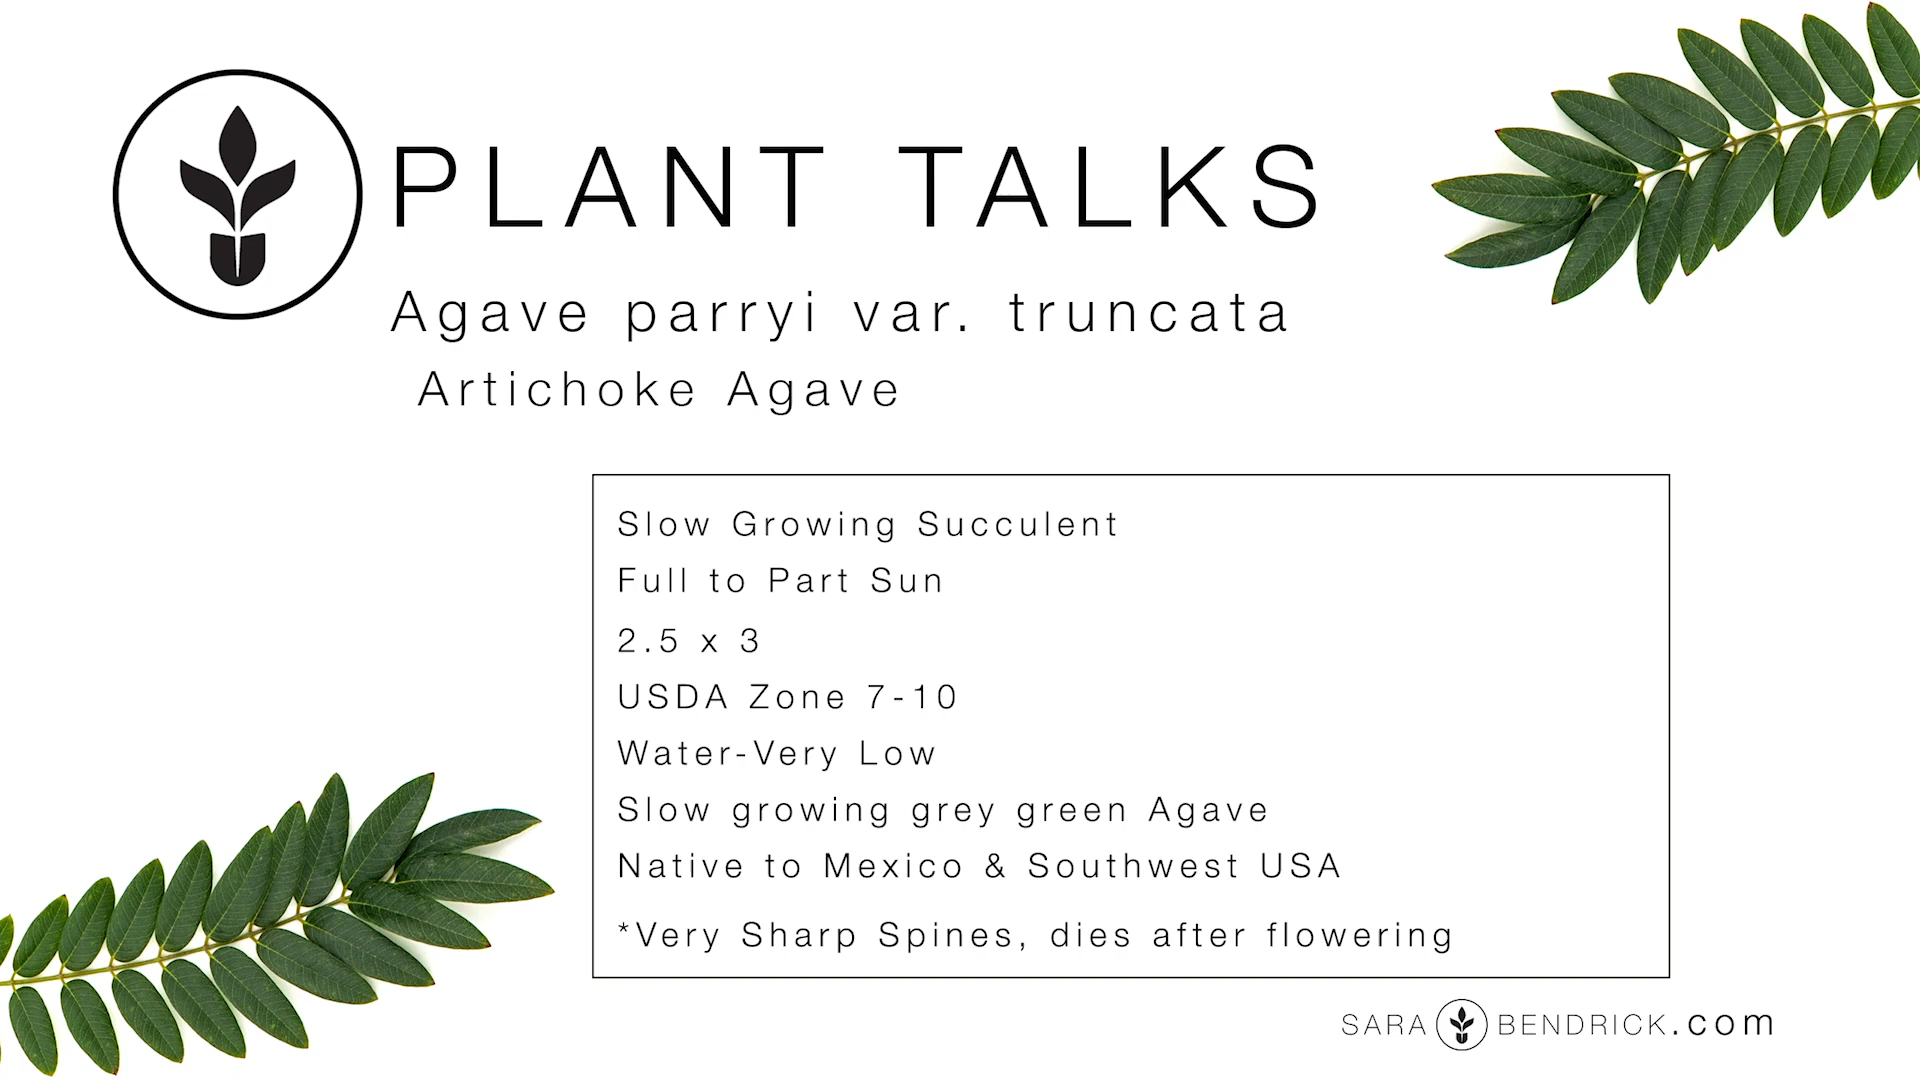 PLANT TALKS
Agave parryi var. truncata
Artichoke Agave
Slow Growing Succulent
Full to Part Sun
2.5 x 3
USDA Zone 7-10
Water-Very Low
Slow growing grey green Agave
Native to Mexico & Southwest USA
*Very Sharp Spines, dies after flowering
SARA BENDRICK.com